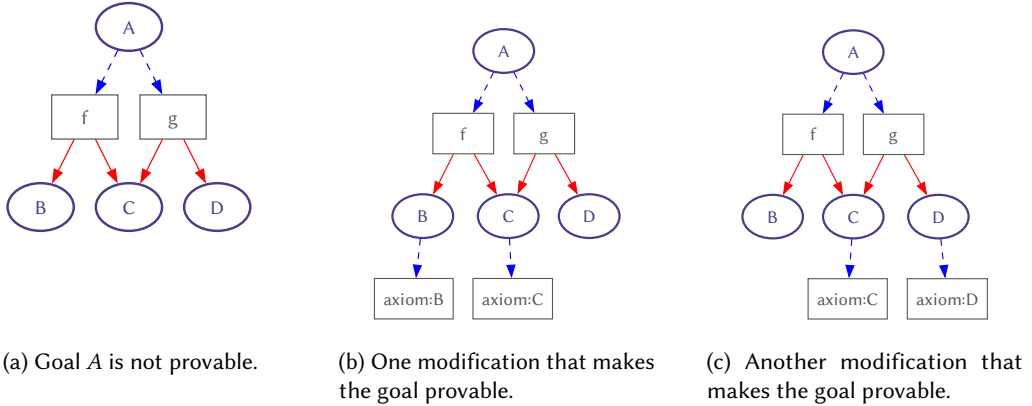 A
f
g
B
C
D
(a) Goal A is not provable.
A
f
g
B
C
D
axiom:B
axiom:C
(b) One modification that makes
the goal provable.
A
f
g
B
C
D
axiom:C
axiom:D
(c) Another modification that
makes the goal provable.